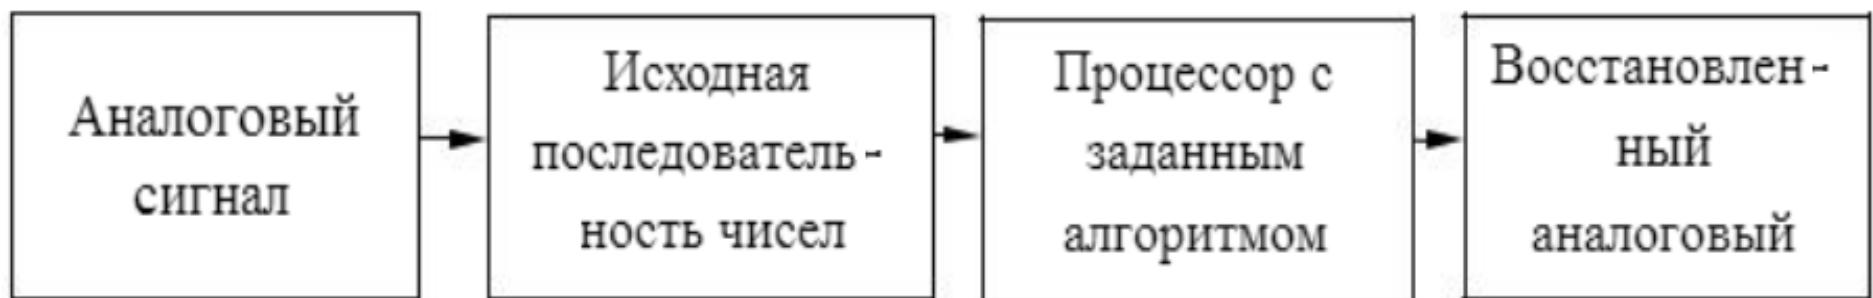 Аналоговый
сигнал
Исходная
последователь-
ность чисел
Процессор с
заданным
алгоритмом
Восстановлен-
ный
аналоговый